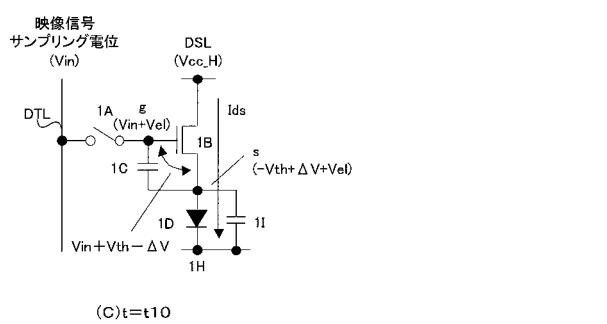 映像信号
サンプリング電位
(Vin)
DSL
(Vcc_H)
DTL
1A
g
(Vin+Vel)
Ids
1B
1C
s
(-Vth+ΔV+Vel)
1D
1I
Vin+Vth-ΔV
1H
(C)t=t10